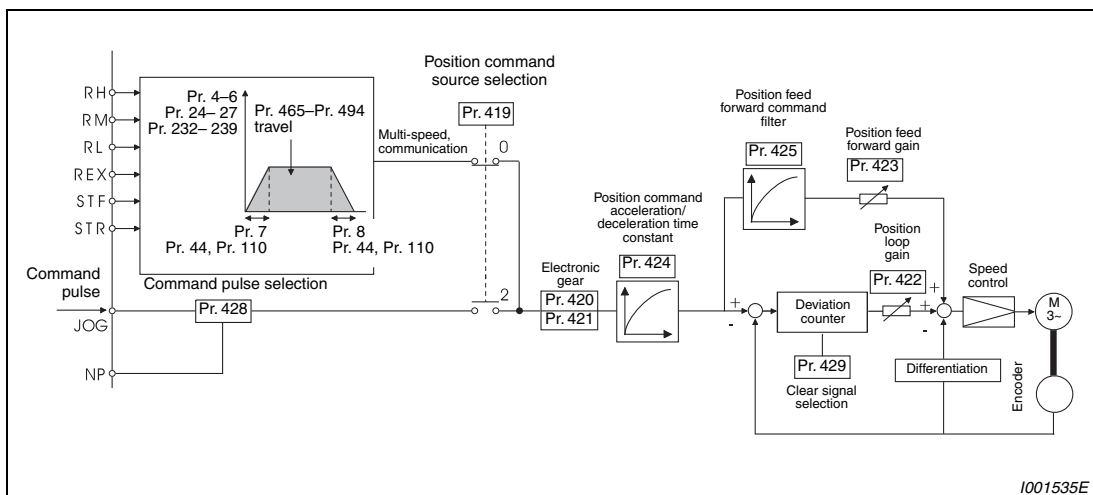 RH
RM
RL
REX
STF
STR
Pr. 4–6
Pr. 24– 27
Pr. 232– 239
Pr. 465–Pr. 494
travel
Pr. 7
Pr. 44, Pr. 110
Pr. 8
Pr. 44, Pr. 110
Command
pulse
JOG
NP
Command pulse selection
Pr. 428
Position command
source selection
Pr. 419
Multi-speed,
communication
0
2
Electronic
gear
Pr. 420
Pr. 421
Position command
acceleration/
deceleration time
constant
Pr. 424
Position feed
forward command
filter
Pr. 425
Position feed
forward gain
Pr. 423
Position
loop
gain
Pr. 422
+
-
Deviation
counter
Pr. 429
Clear signal
selection
+
+
-
Speed
control
M
3~
Differentiation
Encoder
I001535E